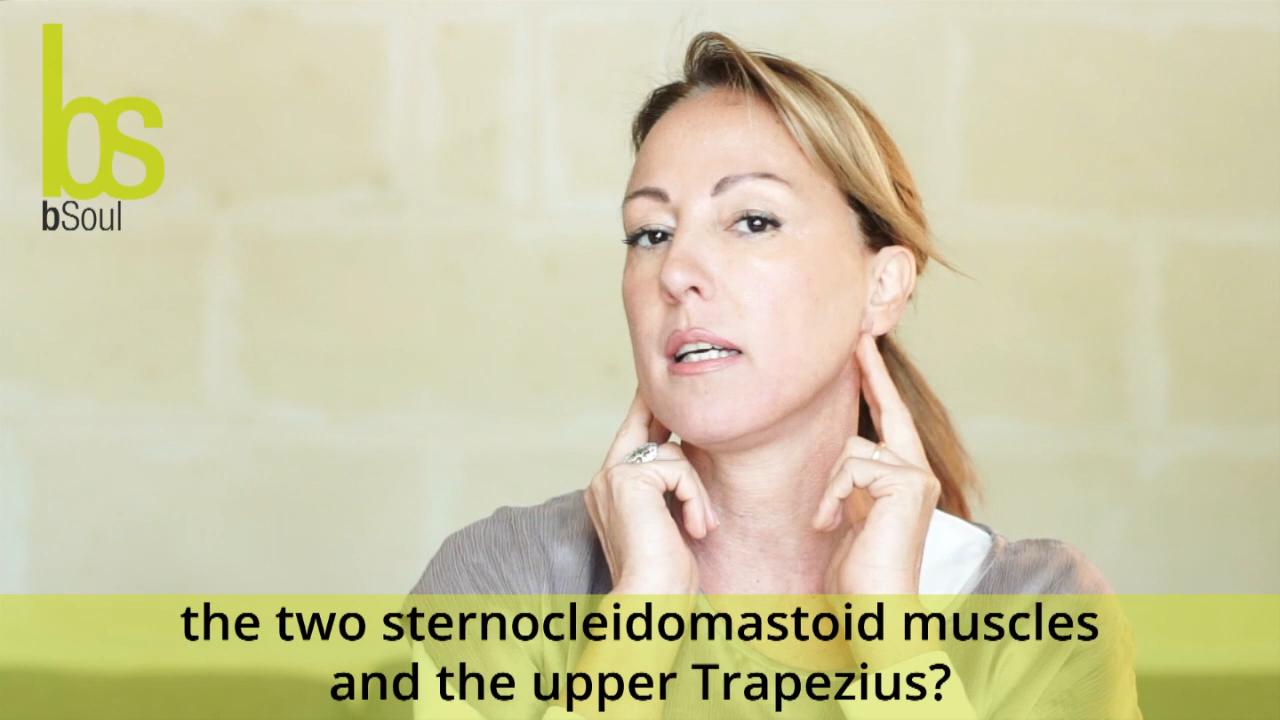 bs
bSoul
the two sternocleidomastoid muscles
and the upper Trapezius?